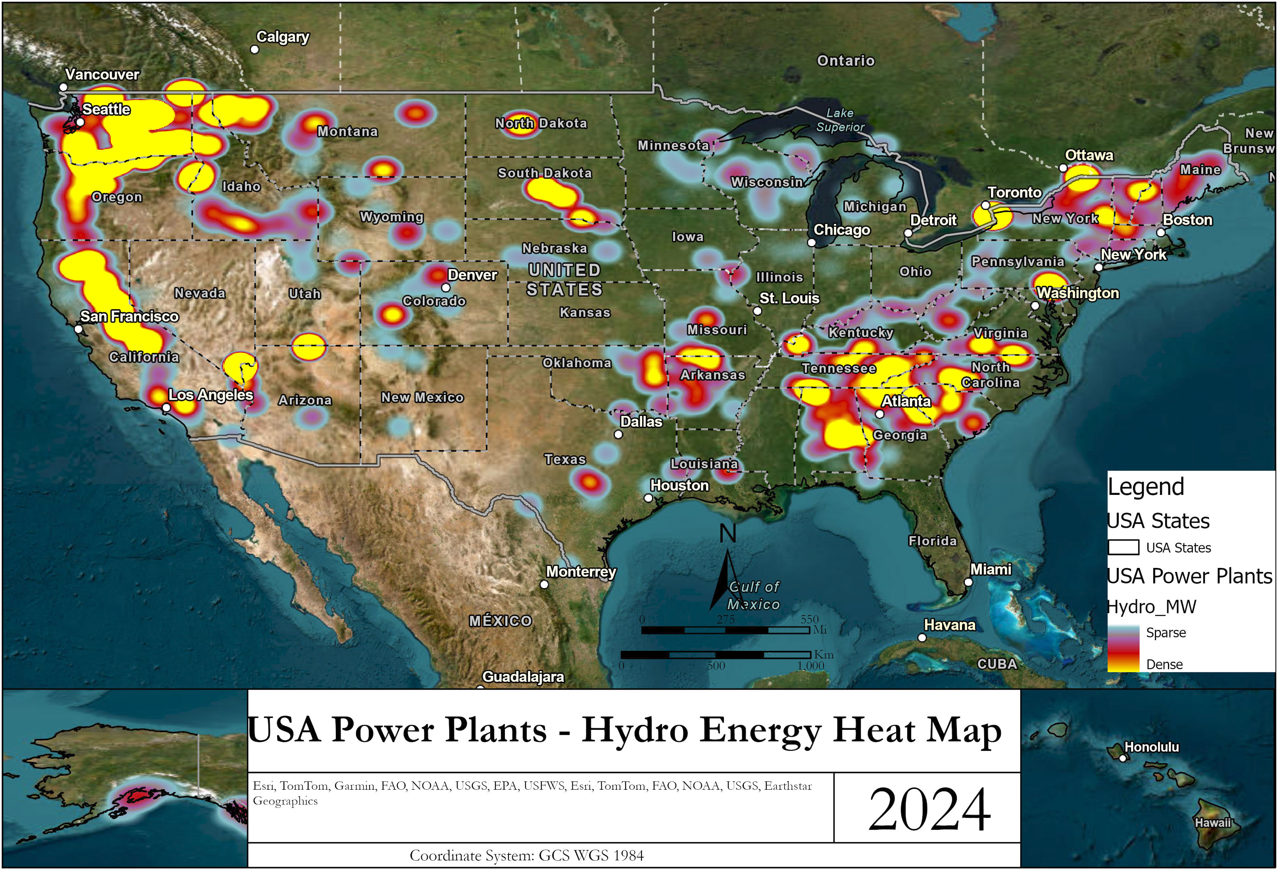 Calgary
Ontario
Vancouver
Seattle
Lake
Superior
Montana
North Dakota
Minnesota
New
Brunsw
Ottawa
Maine
Oregon
Idaho
South Dakota
Wisconsin
Toronto
Wyoming
Michigan
Detroit
New York
Boston
Chicago
Iowa
Nebraska
UNITED
STATES
Pennsylvania
New York
Ohio
Illinois
Denver
Nevada
Utah
Colorado
Kansas
St. Louis
Washington
San Francisco
California
Missouri
Kentucky
Virginia
Oklahoma
Arkansas
Tennessee
North
Carolina
Los Angeles
Arizona
New Mexico
Atlanta
Dallas
Georgia
Texas
Louisiana
Houston
Florida
N
Miami
Monterrey
Gulf of
Mexico
MÉXICO
0 275 550
Mi
Km
0 500 1,000
Havana
CUBA
Guadalajara
Legend
USA States
USA States
USA Power Plants
Hydro_MW
Sparse
Dense
USA Power Plants - Hydro Energy Heat Map
Esri, TomTom, Garmin, FAO, NOAA, USGS, EPA, USFWS, Esri, TomTom, FAO, NOAA, USGS, Earthstar
Geographics
2024
Coordinate System: GCS WGS 1984
Honolulu
Hawaii